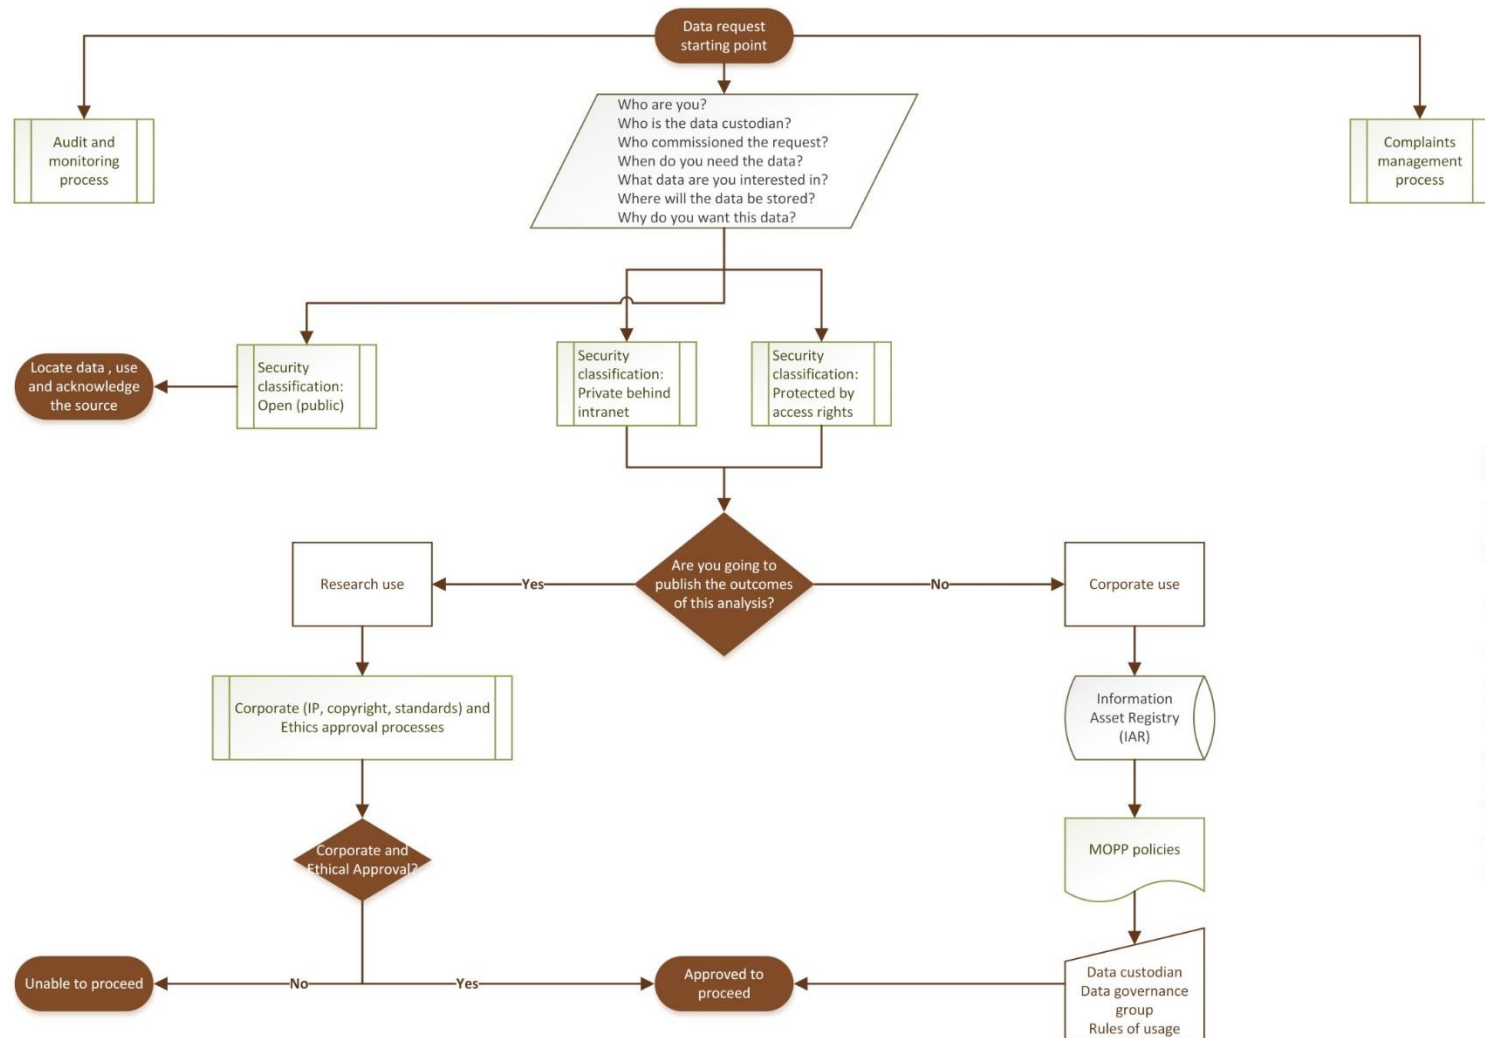 Data request
starting point
Audit and
monitoring
process
Who are you?
Who is the data custodian?
Who commissioned the request?
When do you need the data?
What data are you interested in?
Where will the data be stored?
Why do you want this data?
Complaints
management
process
Locate data , use
and acknowledge
the source
Security
classification:
Open (public)
Security
classification:
Private behind
intranet
Security
classification:
Protected by
access rights
Are you going to
publish the outcomes
of this analysis?
Yes
No
Research use
Corporate use
Corporate (IP, copyright, standards) and
Ethics approval processes
Information
Asset Registry
(IAR)
Corporate and
Ethical Approval?
MOPP policies
Unable to proceed
No
Yes
Approved to
proceed
Data custodian
Data governance
group
Rules of usage